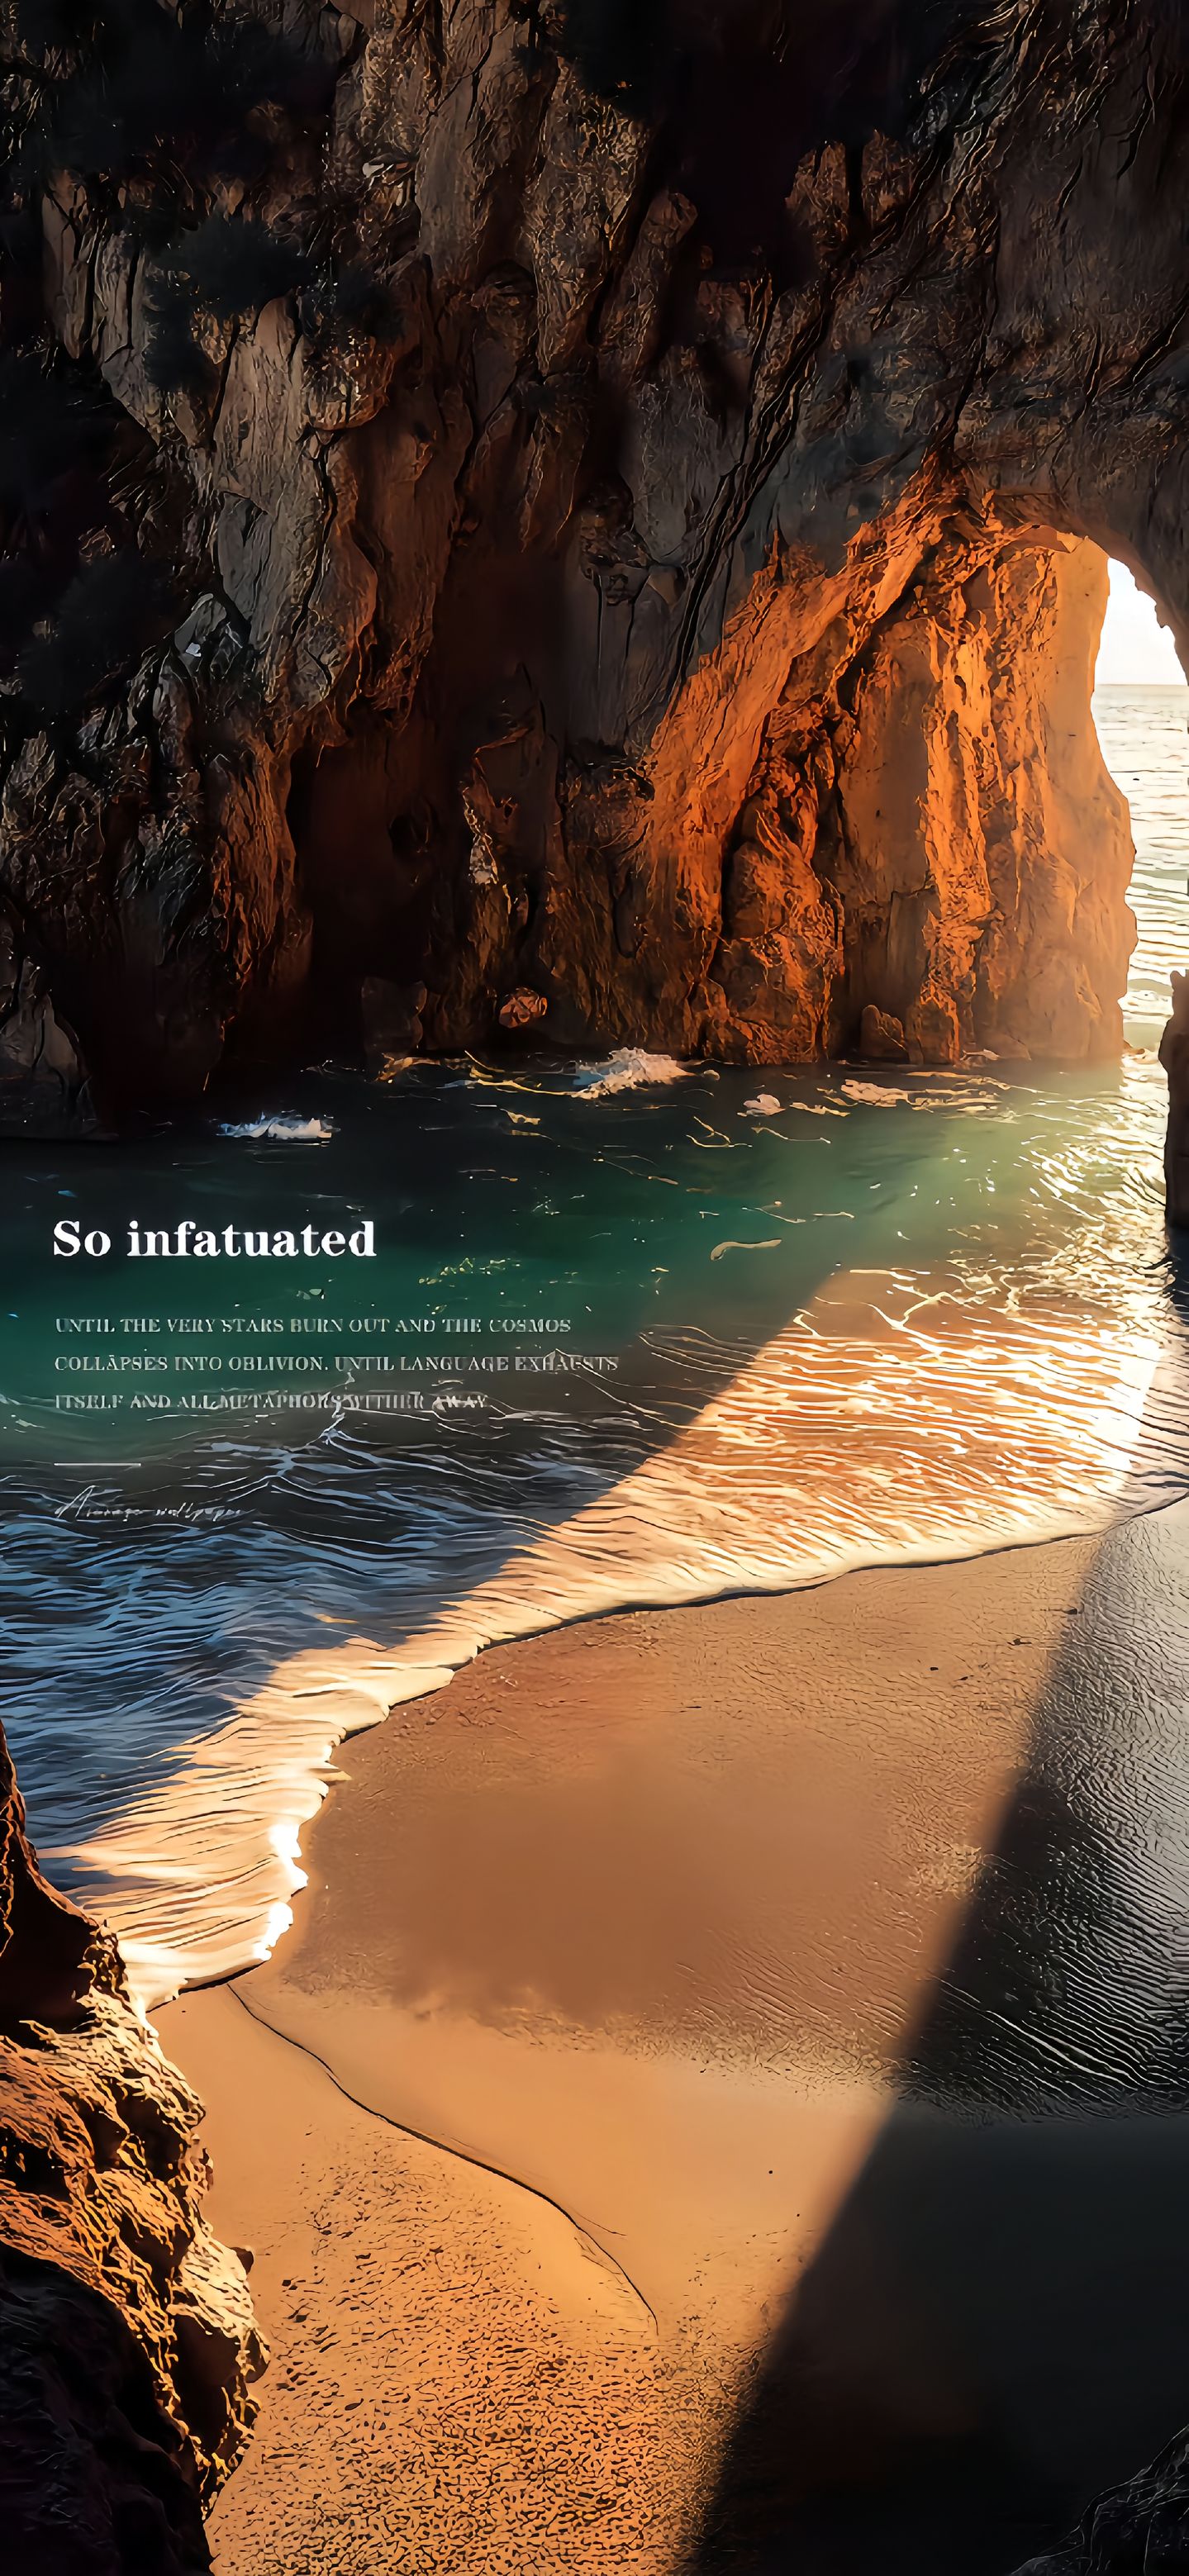 So infatuated
UNTIL THE VERY STARS BURN OUT AND THE COSMOS
COLLAPSES INTO OBLIVION. UNTIL LANGUAGE EXHAUSTS
ITSELF AND ALL METAPHORS WITHER AWAY
wallpaper